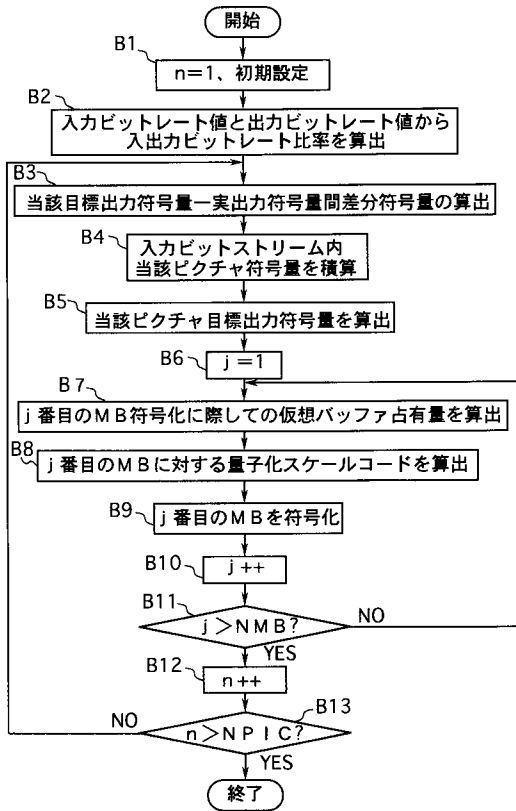 開始
B1
n=1、初期設定
B2
入力ビットレート値と出力ビットレート値から
入出力ビットレート比率を算出
B3
当該目標出力符号量ー実出力符号量間差分符号量の算出
B4
入力ビットストリーム内
当該ピクチャ符号量を積算
B5
当該ピクチャ目標出力符号量を算出
B6
j=1
B7
j番目のMB符号化に際しての仮想バッファ占有量を算出
B8
j番目のMBに対する量子化スケールコードを算出
B9
j番目のMBを符号化
B10
j++
B11
j>NMB?
NO
YES
B12
n++
B13
NO
n>NPIC?
YES
終了